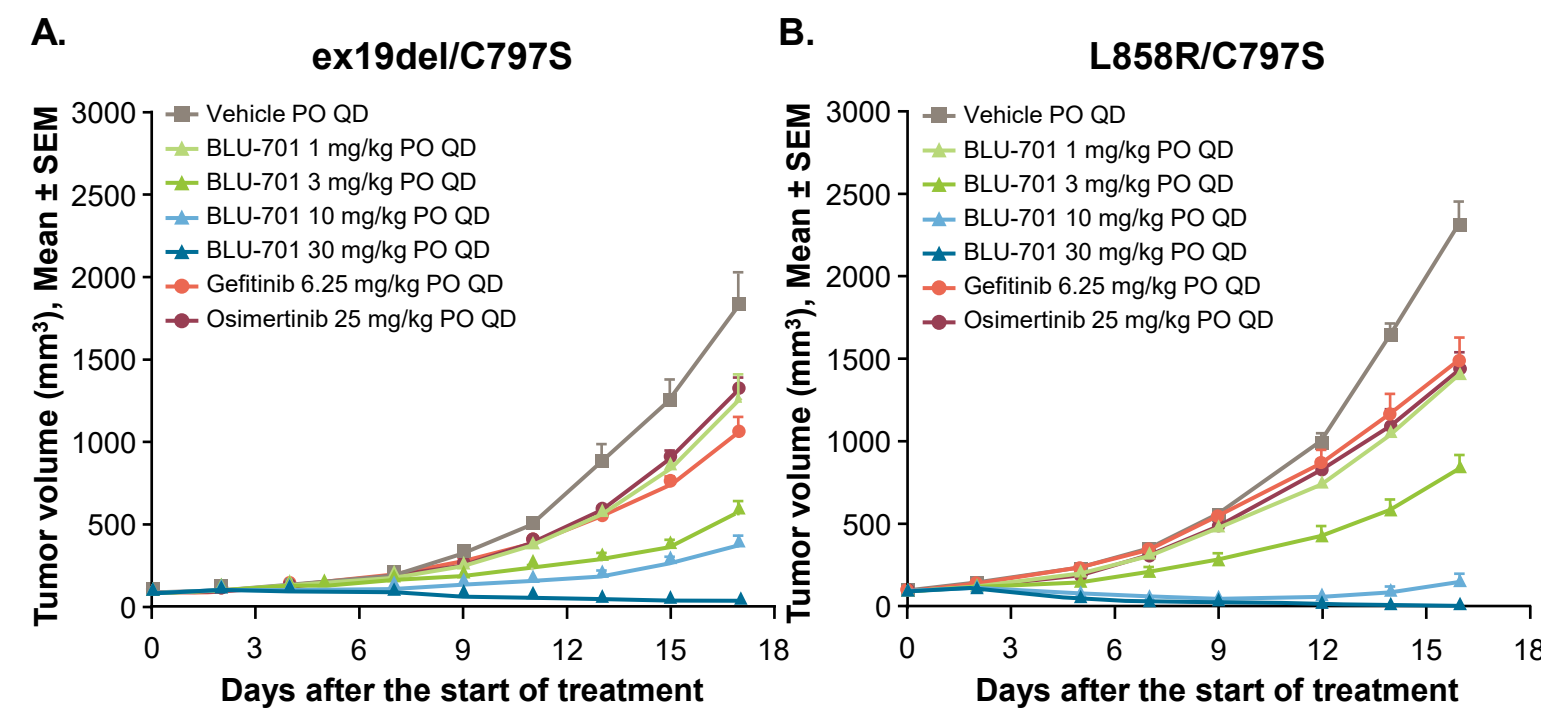 A.
ex19del/C797S
Tumor volume (mm³), Mean ± SEM
3000
2500
2000
1500
1000
500
0
Vehicle PO QD
BLU-701 1 mg/kg PO QD
BLU-701 3 mg/kg PO QD
BLU-701 10 mg/kg PO QD
BLU-701 30 mg/kg PO QD
Gefitinib 6.25 mg/kg PO QD
Osimertinib 25 mg/kg PO QD
0 3 6 9 12 15 18
Days after the start of treatment
B.
L858R/C797S
Tumor volume (mm³), Mean ± SEM
3000
2500
2000
1500
1000
500
0
Vehicle PO QD
BLU-701 1 mg/kg PO QD
BLU-701 3 mg/kg PO QD
BLU-701 10 mg/kg PO QD
BLU-701 30 mg/kg PO QD
Gefitinib 6.25 mg/kg PO QD
Osimertinib 25 mg/kg PO QD
0 3 6 9 12 15 18
Days after the start of treatment